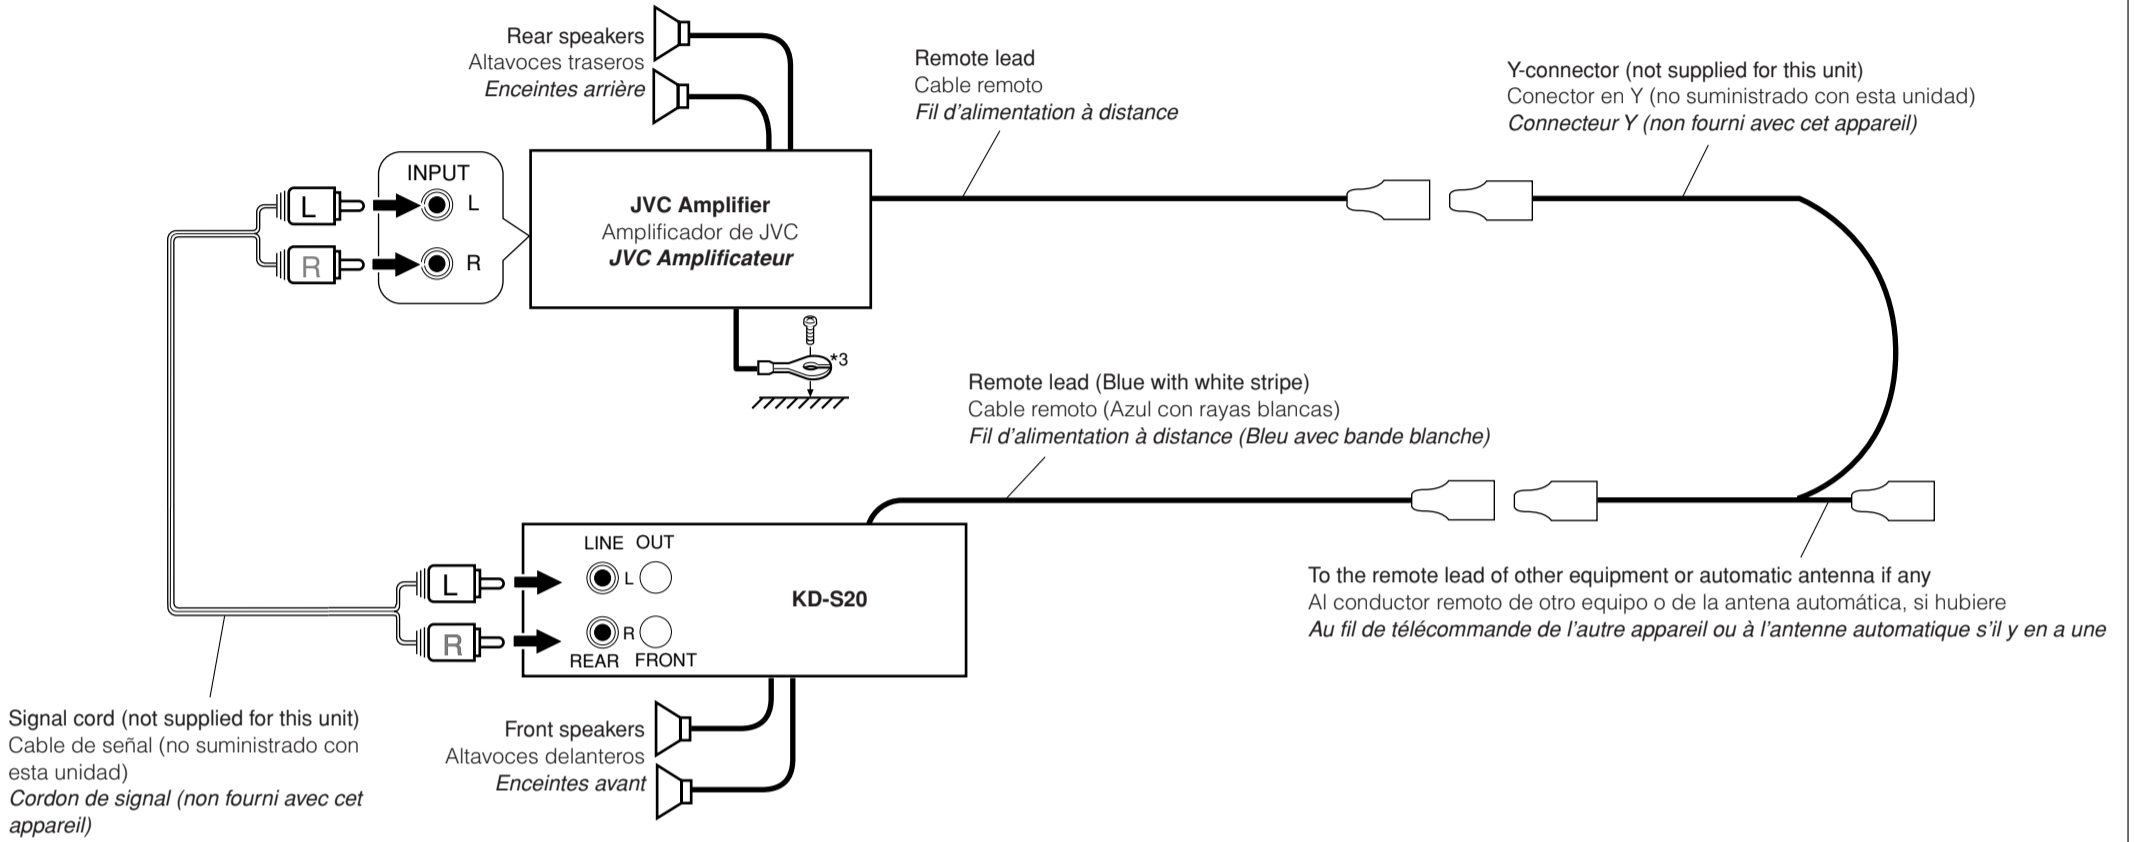 Rear speakers
Altavoces traseros
Enceintes arrière
Remote lead
Cable remoto
Fil d'alimentation à distance
Y-connector (not supplied for this unit)
Conector en Y (no suministrado con esta unidad)
Connecteur Y (non fourni avec cet appareil)
INPUT
L
L
R
R
JVC Amplifier
Amplificador de JVC
JVC Amplificateur
*3
Remote lead (Blue with white stripe)
Cable remoto (Azul con rayas blancas)
Fil d'alimentation à distance (Bleu avec bande blanche)
LINE OUT
L
L
R
R
REAR FRONT
KD-S20
To the remote lead of other equipment or automatic antenna if any
Al conductor remoto de otro equipo o de la antena automática, si hubiere
Au fil de télécommande de l'autre appareil ou à l'antenne automatique s'il y en a une
Signal cord (not supplied for this unit)
Cable de señal (no suministrado con
esta unidad)
Cordon de signal (non fourni avec cet
appareil)
Front speakers
Altavoces delanteros
Enceintes avant